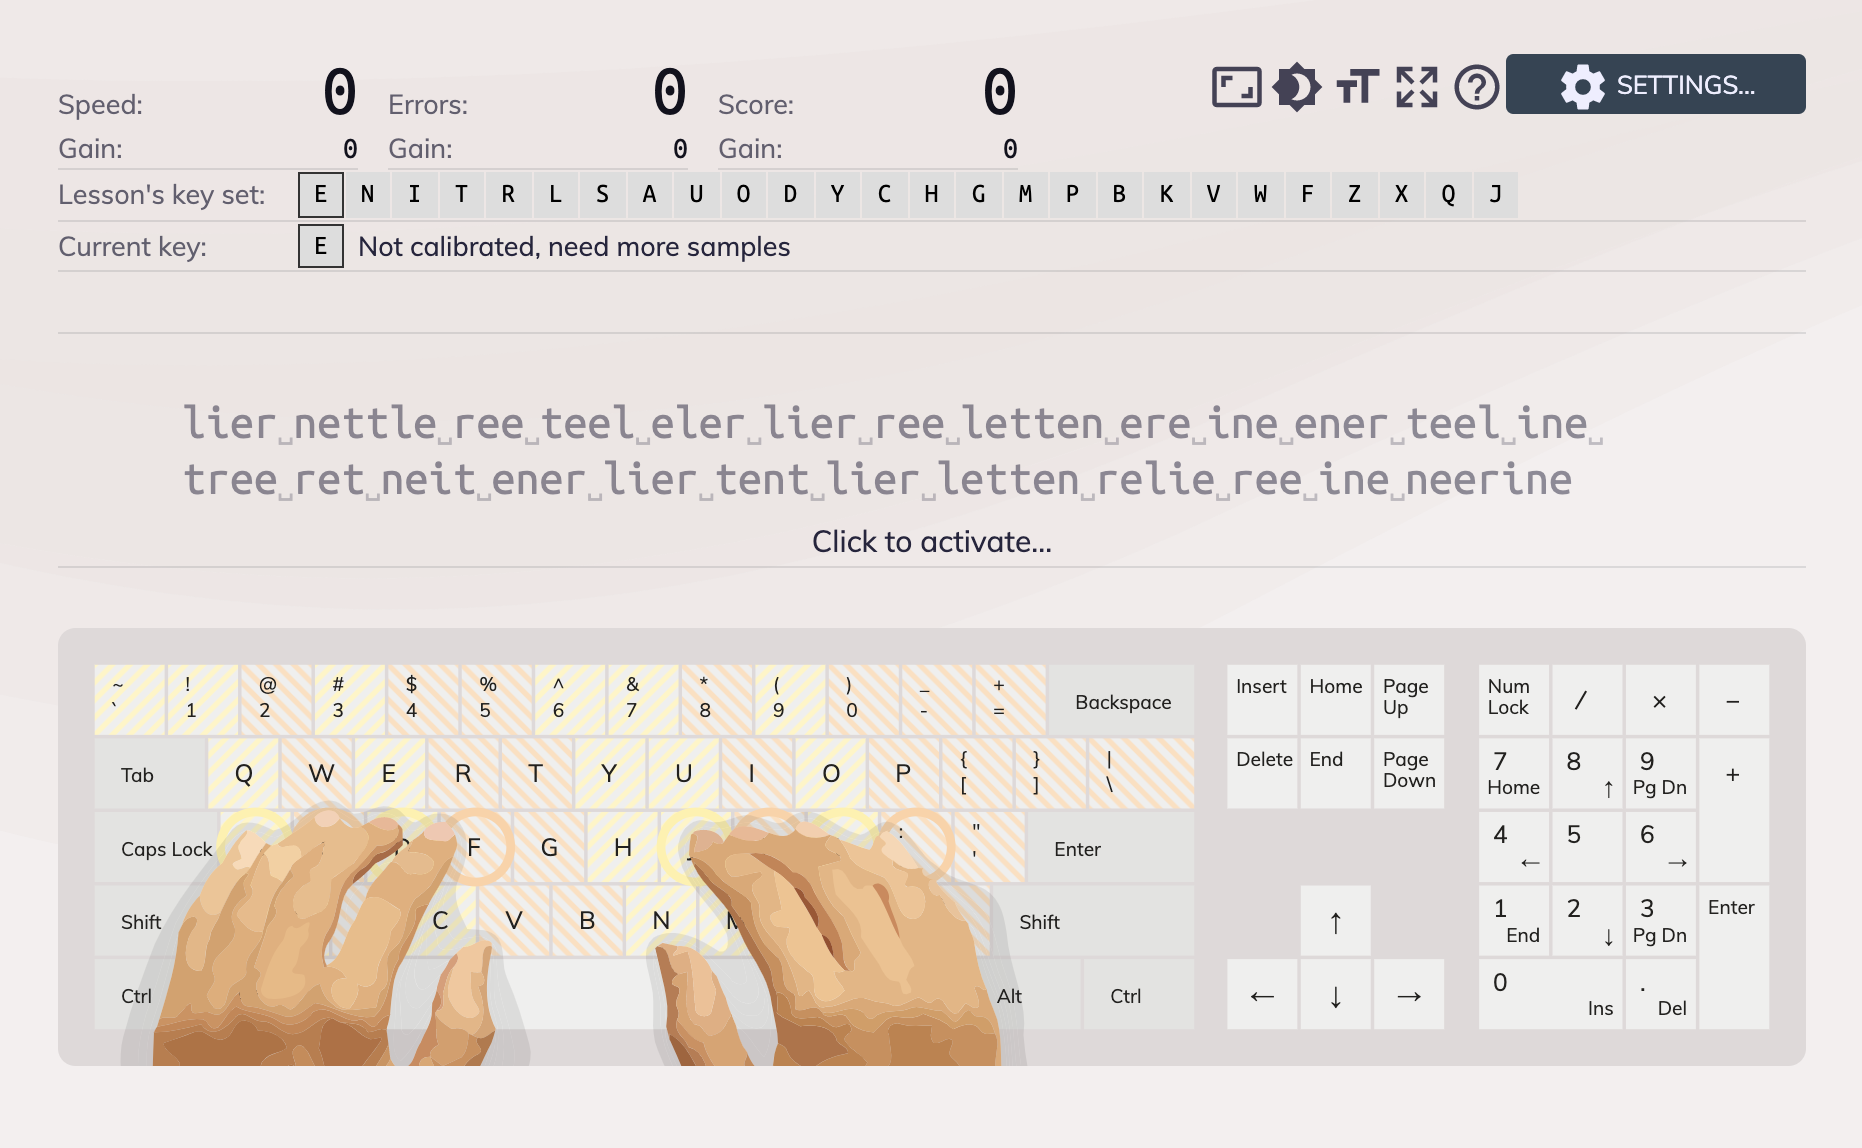 Speed: 0 Errors: 0 Score: 0 SETTINGS...
Gain: 0 Gain: 0 Gain: 0
Lesson's key set: E N I T R L S A U O D Y C H G M P B K V W F Z X Q J
Current key: E Not calibrated, need more samples
lier␣nettle␣ree␣teel␣eler␣lier␣ree␣letten␣ere␣ine␣ener␣teel␣ine␣
tree␣ret␣neit␣ener␣lier␣tent␣lier␣letten␣relie␣ree␣ine␣neerine
Click to activate...
~ ! @ # $ % ^ & * ( ) _ + Backspace Insert Home Page Up Num Lock / × −
` 1 2 3 4 5 6 7 8 9 0 - =
Tab Q W E R T Y U I O P { [ } ] | \ Delete End Page Down 7 Home 8 ↑ 9 Pg Dn +
Caps Lock F G H : " ' Enter 4 ← 5 6 →
Shift C V B N M Shift ↑ 1 End 2 ↓ 3 Pg Dn Enter
Ctrl Alt Ctrl ← ↓ → 0 Ins . Del